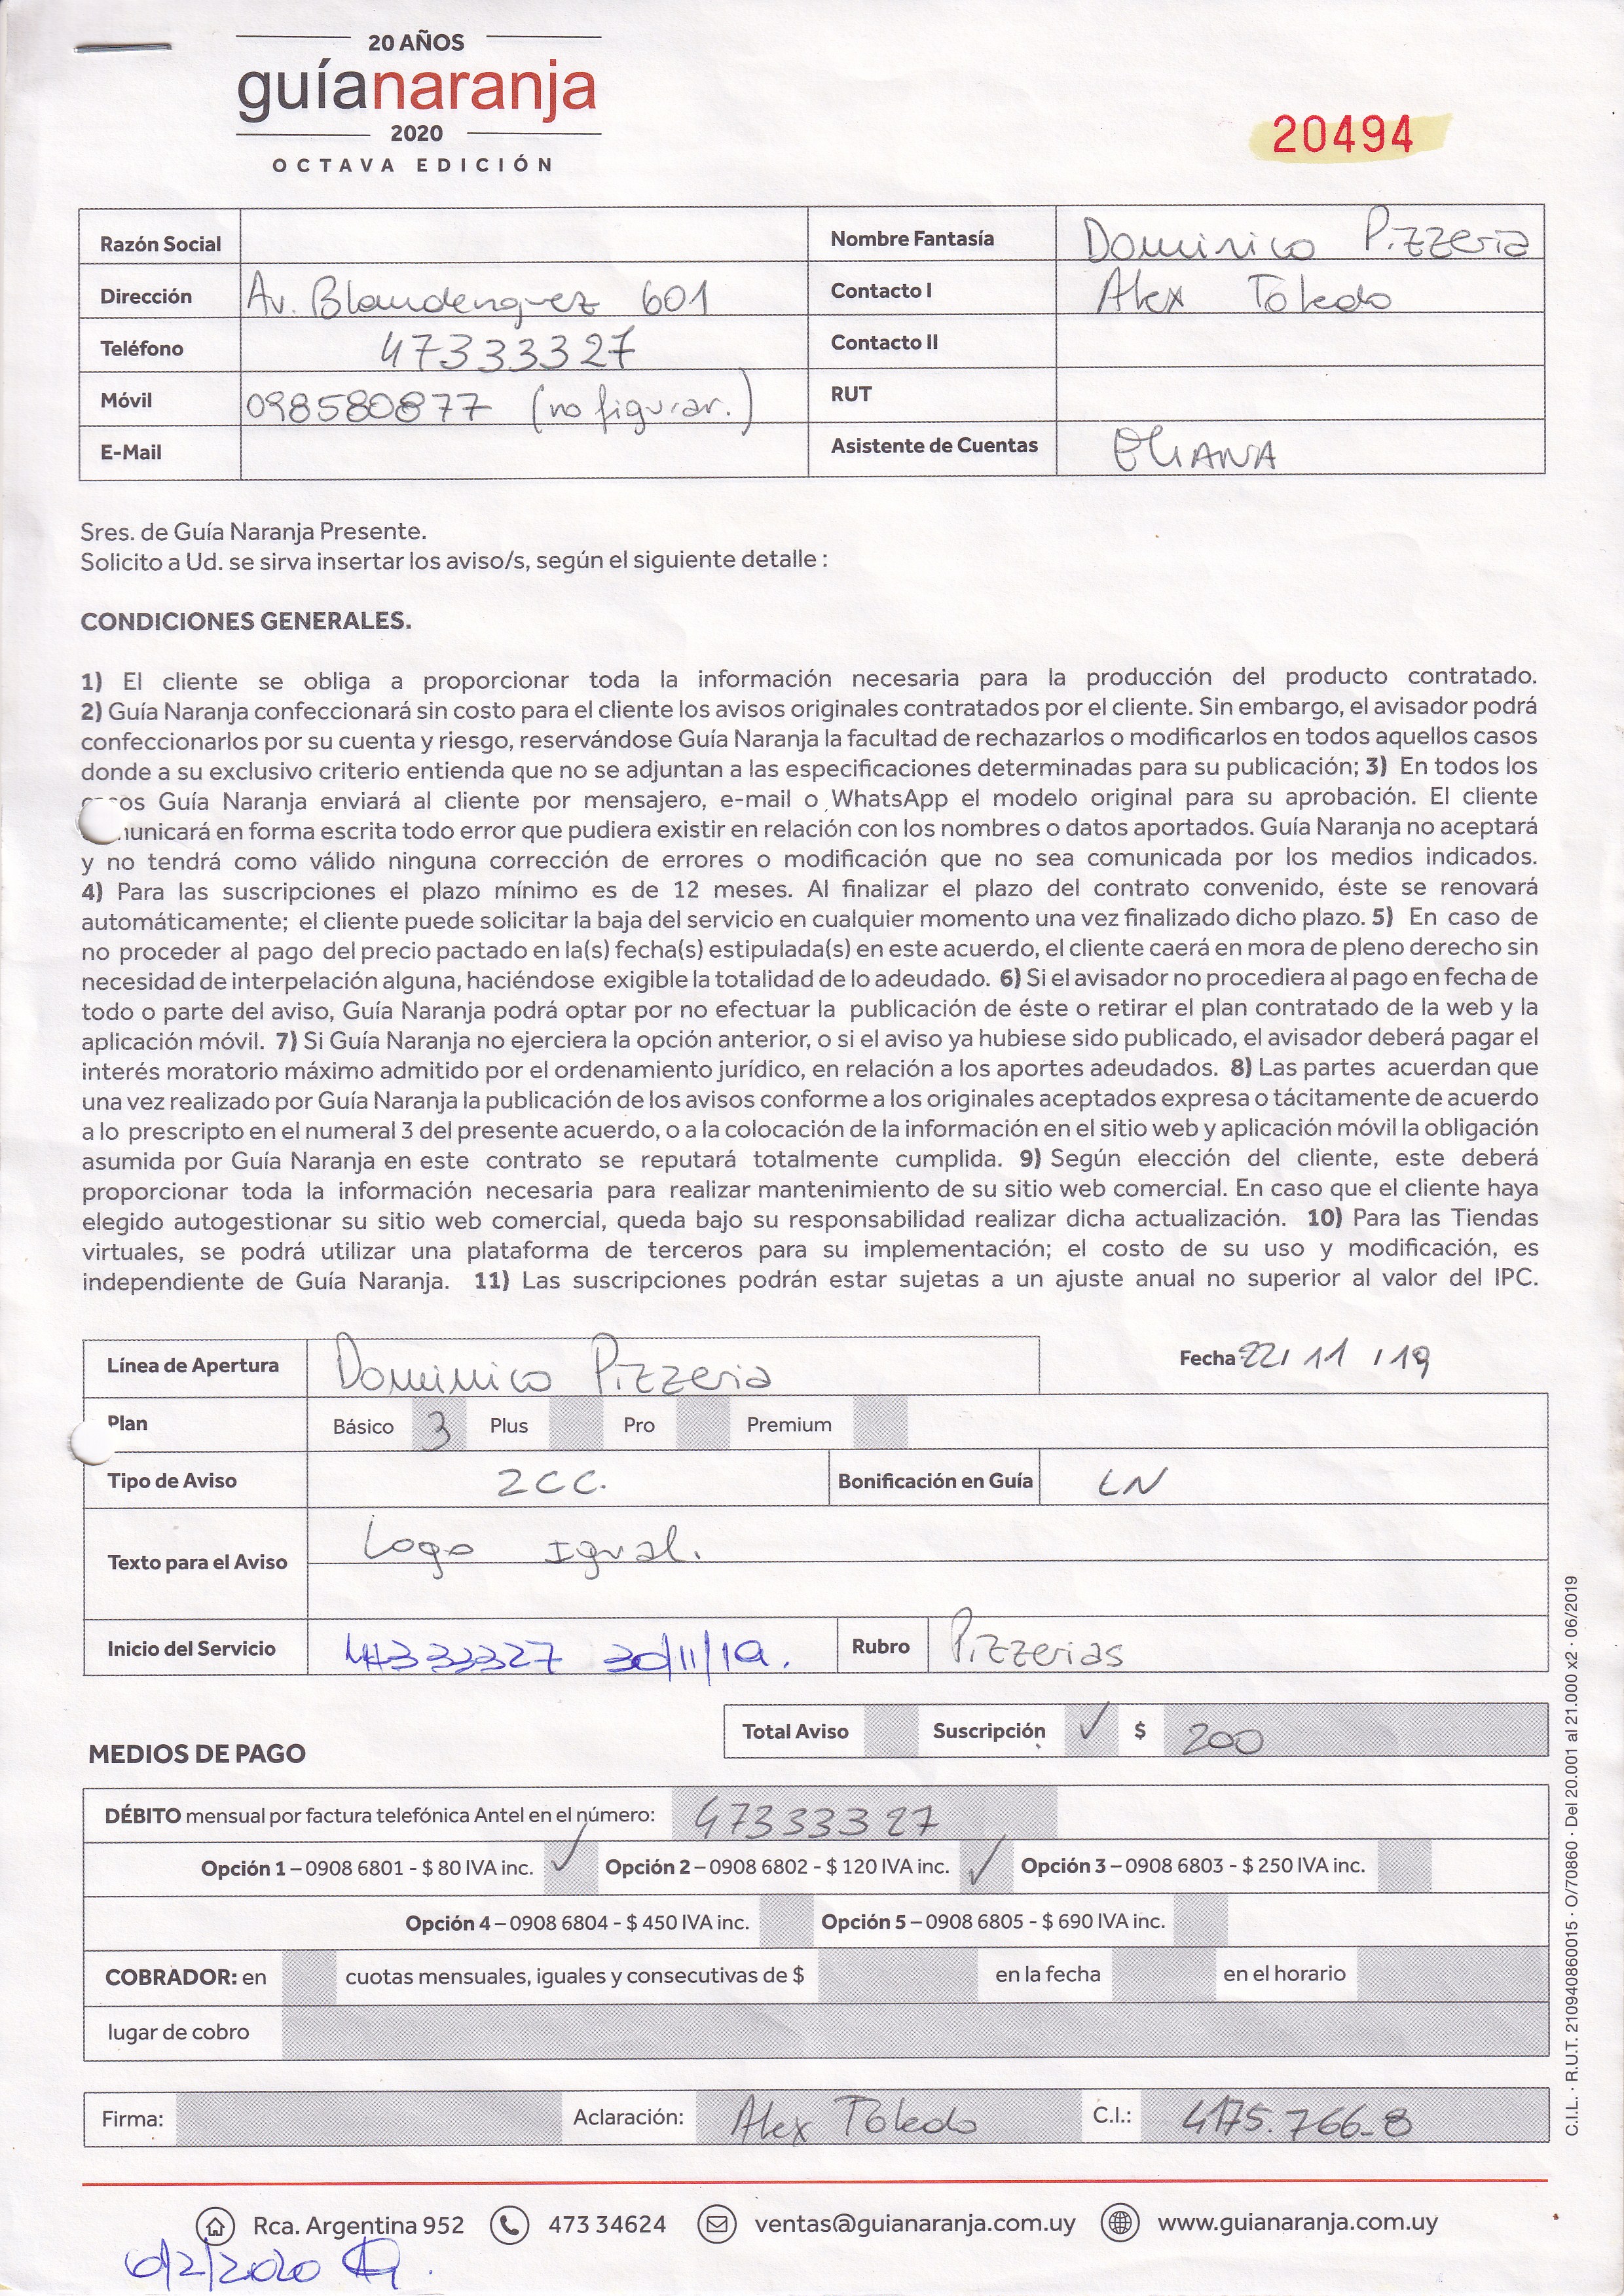 20 AÑOS
guíanaranja
2020
OCTAVA EDICIÓN
20494
Razón Social
Nombre Fantasía Dominico Pizzeria
Dirección Av. Blandenguez 601
Contacto I Alex Toledo
Teléfono 47333327
Contacto II
Móvil 098580877 (no figurar.)
RUT
E-Mail
Asistente de Cuentas ELIANA
Sres. de Guía Naranja Presente.
Solicito a Ud. se sirva insertar los aviso/s, según el siguiente detalle :
CONDICIONES GENERALES.
1) El cliente se obliga a proporcionar toda la información necesaria para la producción del producto contratado.
2) Guía Naranja confeccionará sin costo para el cliente los avisos originales contratados por el cliente. Sin embargo, el avisador podrá
confeccionarlos por su cuenta y riesgo, reservándose Guía Naranja la facultad de rechazarlos o modificarlos en todos aquellos casos
donde a su exclusivo criterio entienda que no se adjuntan a las especificaciones determinadas para su publicación; 3) En todos los
casos Guía Naranja enviará al cliente por mensajero, e-mail o WhatsApp el modelo original para su aprobación. El cliente
municará en forma escrita todo error que pudiera existir en relación con los nombres o datos aportados. Guía Naranja no aceptará
y no tendrá como válido ninguna corrección de errores o modificación que no sea comunicada por los medios indicados.
4) Para las suscripciones el plazo mínimo es de 12 meses. Al finalizar el plazo del contrato convenido, éste se renovará
automáticamente; el cliente puede solicitar la baja del servicio en cualquier momento una vez finalizado dicho plazo. 5) En caso de
no proceder al pago del precio pactado en la(s) fecha(s) estipulada(s) en este acuerdo, el cliente caerá en mora de pleno derecho sin
necesidad de interpelación alguna, haciéndose exigible la totalidad de lo adeudado. 6) Si el avisador no procediera al pago en fecha de
todo o parte del aviso, Guía Naranja podrá optar por no efectuar la publicación de éste o retirar el plan contratado de la web y la
aplicación móvil. 7) Si Guía Naranja no ejerciera la opción anterior, o si el aviso ya hubiese sido publicado, el avisador deberá pagar el
interés moratorio máximo admitido por el ordenamiento jurídico, en relación a los aportes adeudados. 8) Las partes acuerdan que
una vez realizado por Guía Naranja la publicación de los avisos conforme a los originales aceptados expresa o tácitamente de acuerdo
a lo prescripto en el numeral 3 del presente acuerdo, o a la colocación de la información en el sitio web y aplicación móvil la obligación
asumida por Guía Naranja en este contrato se reputará totalmente cumplida. 9) Según elección del cliente, este deberá
proporcionar toda la información necesaria para realizar mantenimiento de su sitio web comercial. En caso que el cliente haya
elegido autogestionar su sitio web comercial, queda bajo su responsabilidad realizar dicha actualización. 10) Para las Tiendas
virtuales, se podrá utilizar una plataforma de terceros para su implementación; el costo de su uso y modificación, es
independiente de Guía Naranja. 11) Las suscripciones podrán estar sujetas a un ajuste anual no superior al valor del IPC.
Línea de Apertura Dominico Pizzeria
Fecha 22/ 11 / 19
Plan Básico 3 Plus Pro Premium
Tipo de Aviso 2CC. Bonificación en Guía LN
Texto para el Aviso Logo Igual.
Inicio del Servicio 47333327 30/11/19. Rubro Pizzerias
Total Aviso Suscripción ✓ $ 200
MEDIOS DE PAGO
DÉBITO mensual por factura telefónica Antel en el número: 47333327
Opción 1 – 0908 6801 - $ 80 IVA inc. ✓ Opción 2 – 0908 6802 - $ 120 IVA inc. ✓ Opción 3 – 0908 6803 - $ 250 IVA inc.
Opción 4 – 0908 6804 - $ 450 IVA inc. Opción 5 – 0908 6805 - $ 690 IVA inc.
COBRADOR: en cuotas mensuales, iguales y consecutivas de $ en la fecha en el horario
lugar de cobro
Firma: Aclaración: Alex Toledo C.I.: 4175.766-8
C.I.L. · R.U.T. 210940860015 · O/70860 · Del 20.001 al 21.000 x2 · 06/2019
Rca. Argentina 952 473 34624 ventas@guianaranja.com.uy www.guianaranja.com.uy
6/2/2020